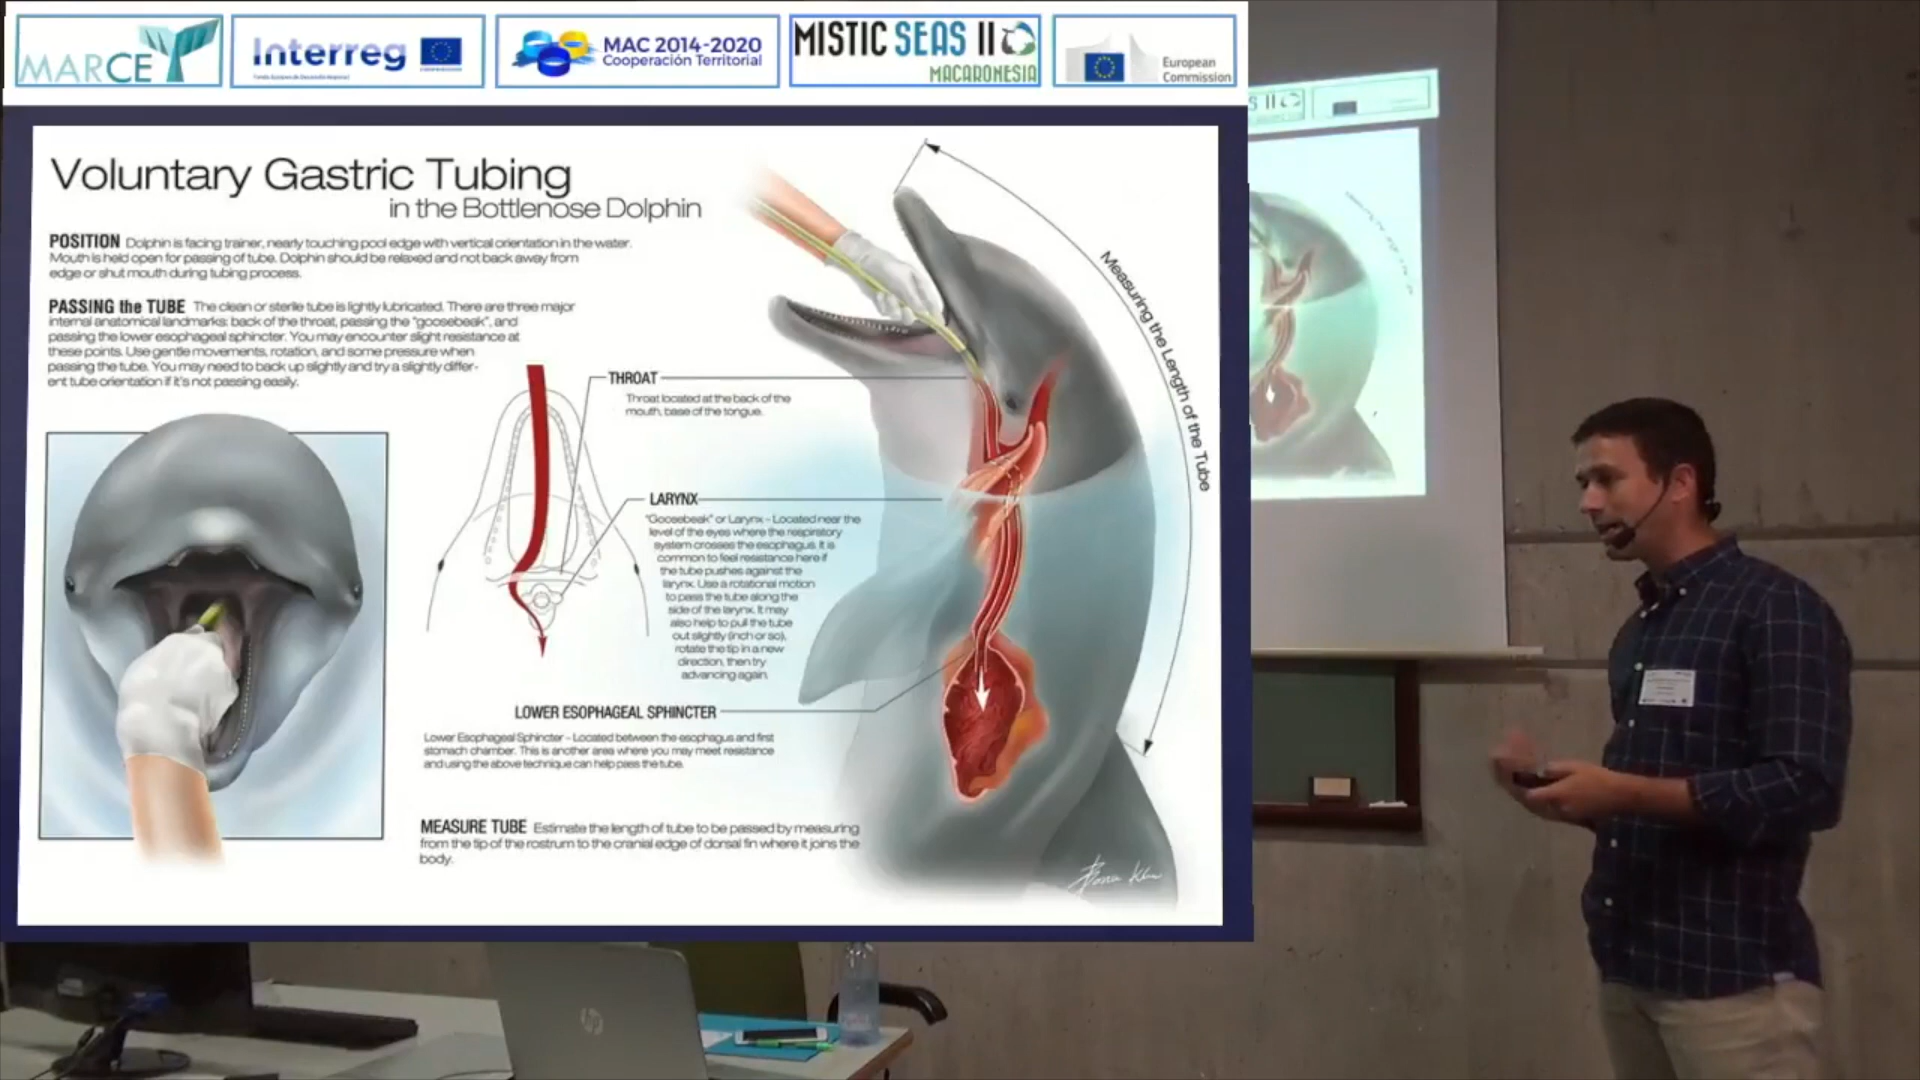 MARCET
Interreg
MAC 2014-2020
Cooperación Territorial
MISTIC SEAS II
MACARONESIA
European
Commission
Voluntary Gastric Tubing
in the Bottlenose Dolphin
POSITION Dolphin is facing trainer, nearly touching pool edge with vertical orientation in the water.
Mouth is held open for passing of tube. Dolphin should be relaxed and not back away from
edge or shut mouth during tubing process.
PASSING the TUBE The clean or sterile tube is lightly lubricated. There are three major
internal anatomical landmarks: back of the throat, passing the "goosebeak", and
passing the lower esophageal sphincter. You may encounter slight resistance at
these points. Use gentle movements, rotation, and some pressure when
passing the tube. You may need to back up slightly and try a slightly differ-
ent tube orientation if it's not passing easily.
THROAT
Throat located at the back of the
mouth, base of the tongue.
LARYNX
"Goosebeak" or Larynx - Located near the
level of the eyes where the respiratory
system crosses the esophagus. It is
common to feel resistance here if
the tube pushes against the
larynx. Use a rotational motion
to pass the tube along the
side of the larynx. It may
also help to pull the tube
out slightly (inch or so),
rotate the tip in a new
direction, then try
advancing again.
LOWER ESOPHAGEAL SPHINCTER
Lower Esophageal Sphincter - Located between the esophagus and first
stomach chamber. This is another area where you may meet resistance
and using the above technique can help pass the tube.
MEASURE TUBE Estimate the length of tube to be passed by measuring
from the tip of the rostrum to the cranial edge of dorsal fin where it joins the
body.
Measuring the Length of the Tube
S II
hp